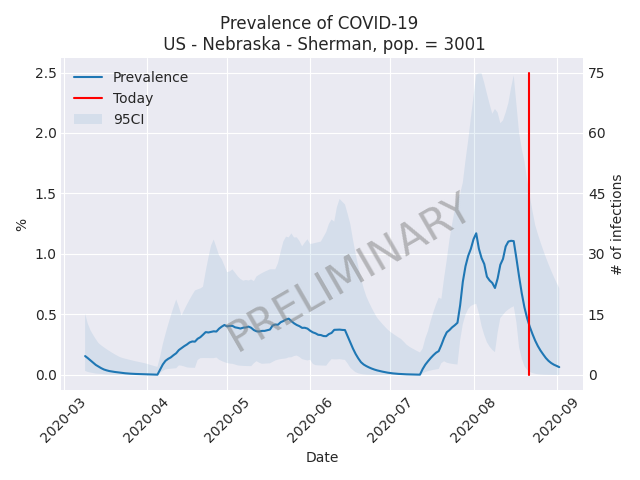 Prevalence of COVID-19
US - Nebraska - Sherman, pop. = 3001
Prevalence
Today
95CI
PRELIMINARY
%
2.5
2.0
1.5
1.0
0.5
0.0
75
60
45
30
15
0
# of infections
2020-03
2020-04
2020-05
2020-06
2020-07
2020-08
2020-09
Date